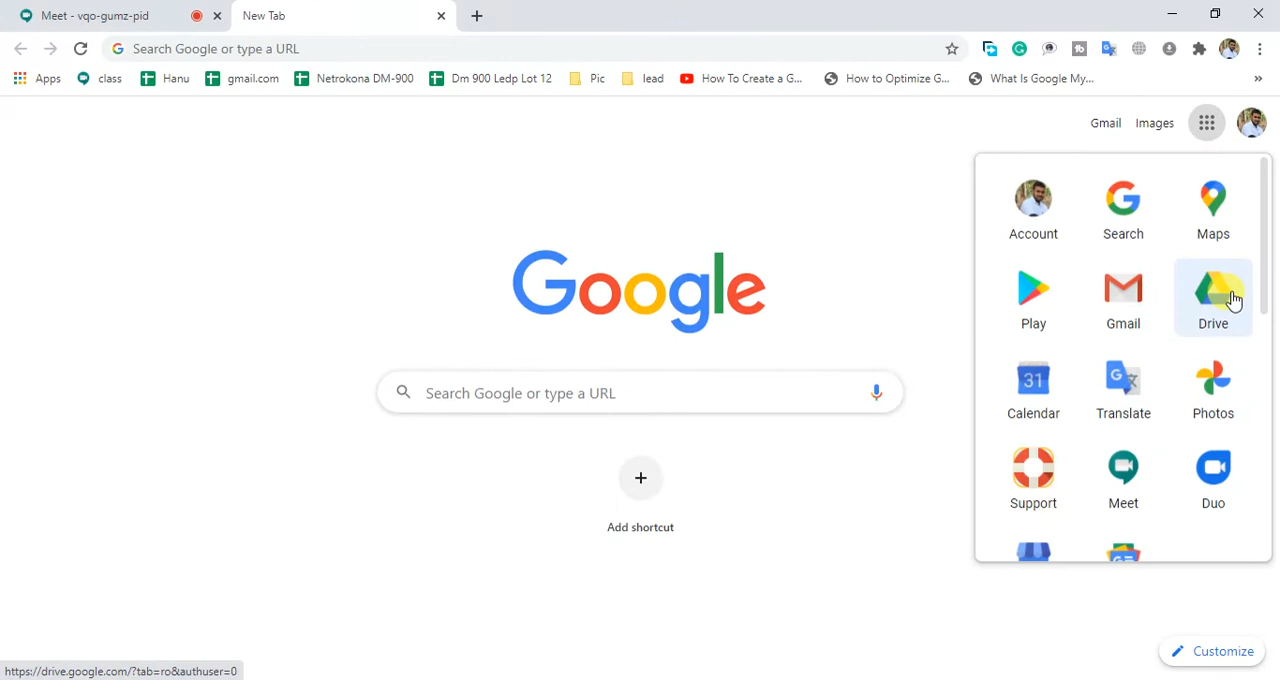 Meet - vqo-gumz-pid
New Tab
Search Google or type a URL
Apps class Hanu gmail.com Netrokona DM-900 Dm 900 Ledp Lot 12 Pic lead How To Create a G... How to Optimize G... What Is Google My... »
Gmail Images
Account Search Maps
Play Gmail Drive
31 G
Calendar Translate Photos
Support Meet Duo
Google
Search Google or type a URL
Add shortcut
Customize
https://drive.google.com/?tab=ro&authuser=0